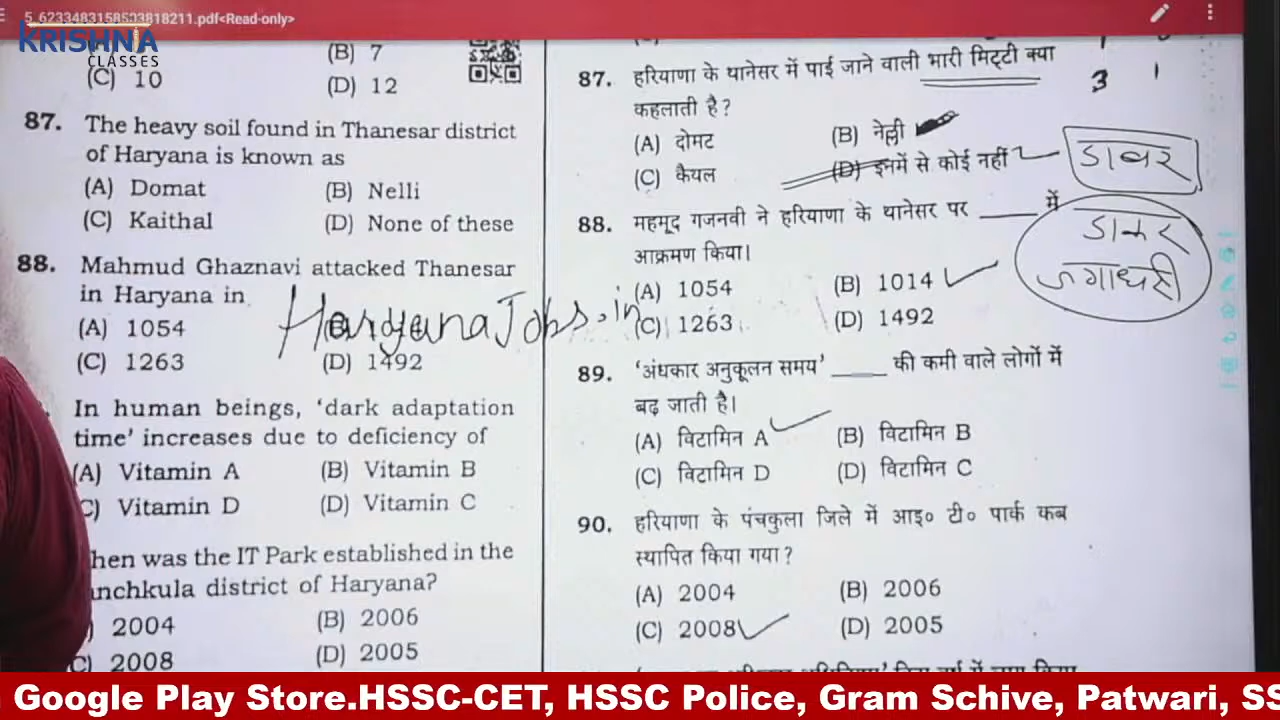 5_6233483158503818211.pdf<Read-only>
KRISHNA
CLASSES
(B) 7
(C) 10
(D) 12
87. The heavy soil found in Thanesar district
of Haryana is known as
(A) Domat
(B) Nelli
(C) Kaithal
(D) None of these
88. Mahmud Ghaznavi attacked Thanesar
in Haryana in
(A) 1054
(C) 1263
(D) 1492
HaryanaJobs.in
In human beings, 'dark adaptation
time' increases due to deficiency of
(A) Vitamin A
(B) Vitamin B
C) Vitamin D
(D) Vitamin C
hen was the IT Park established in the
anchkula district of Haryana?
) 2004
(B) 2006
C) 2008
(D) 2005
87. हरियाणा के थानेसर में पाई जाने वाली भारी मिट्टी क्या
कहलाती है?
(A) दोमट
(B) नेल्ली
(C) कैथल
(D) इनमें से कोई नहीं
3 1
डाबर
88. महमूद गजनवी ने हरियाणा के थानेसर पर _____ में
आक्रमण किया।
(A) 1054
(B) 1014
(C) 1263
(D) 1492
डाकर
जगाधरी
89. 'अंधकार अनुकूलन समय' _____ की कमी वाले लोगों में
बढ़ जाती है।
(A) विटामिन A
(B) विटामिन B
(C) विटामिन D
(D) विटामिन C
90. हरियाणा के पंचकुला जिले में आइ० टी० पार्क कब
स्थापित किया गया?
(A) 2004
(B) 2006
(C) 2008
(D) 2005
Google Play Store.HSSC-CET, HSSC Police, Gram Schive, Patwari, SS